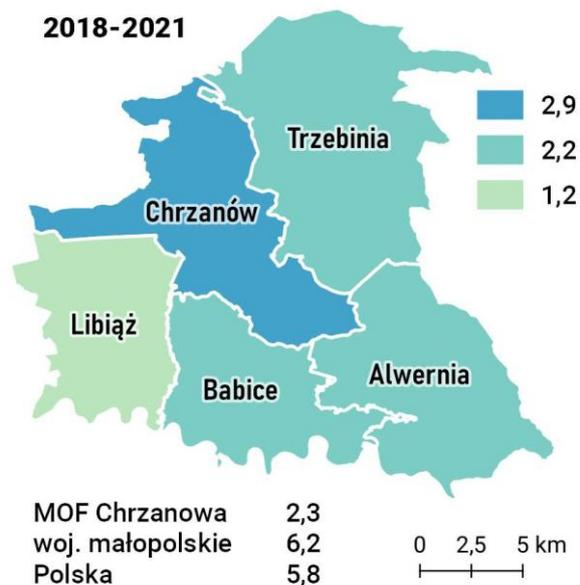 2018-2021
2,9
2,2
1,2
Trzebinia
Chrzanów
Libiąż
Babice
Alwernia
MOF Chrzanowa 2,3
woj. małopolskie 6,2
Polska 5,8
0 2,5 5 km